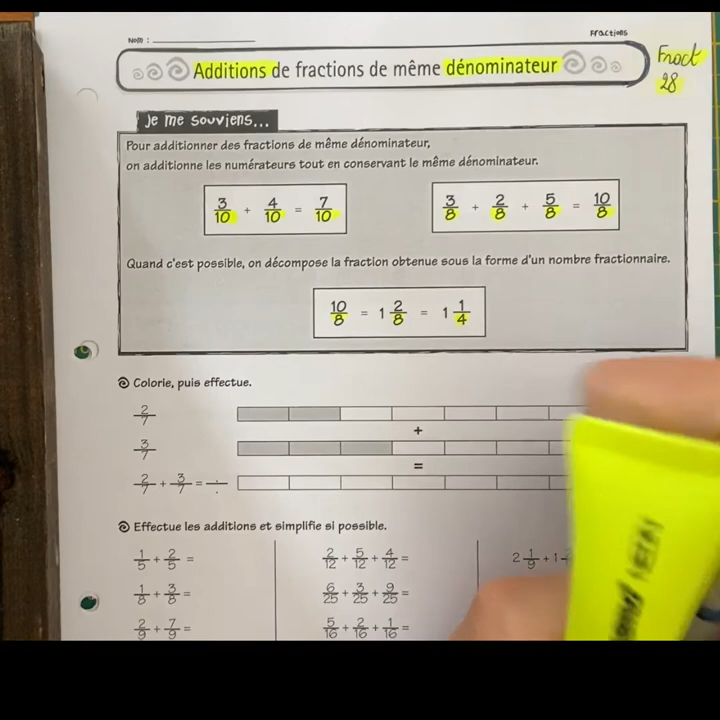 Nom :
Fractions
Additions de fractions de même dénominateur
Fract
28
Je me souviens...
Pour additionner des fractions de même dénominateur,
on additionne les numérateurs tout en conservant le même dénominateur.
3/10 + 4/10 = 7/10
3/8 + 2/8 + 5/8 = 10/8
Quand c'est possible, on décompose la fraction obtenue sous la forme d'un nombre fractionnaire.
10/8 = 1 2/8 = 1 1/4
Colorie, puis effectue.
2/7
+
3/7
=
2/7 + 3/7 = ÷
Effectue les additions et simplifie si possible.
1/5 + 2/5 =
2/12 + 5/12 + 4/12 =
2 1/9 + 1
1/8 + 3/8 =
6/25 + 3/25 + 9/25 =
2/9 + 7/9 =
5/16 + 2/16 + 1/16 =